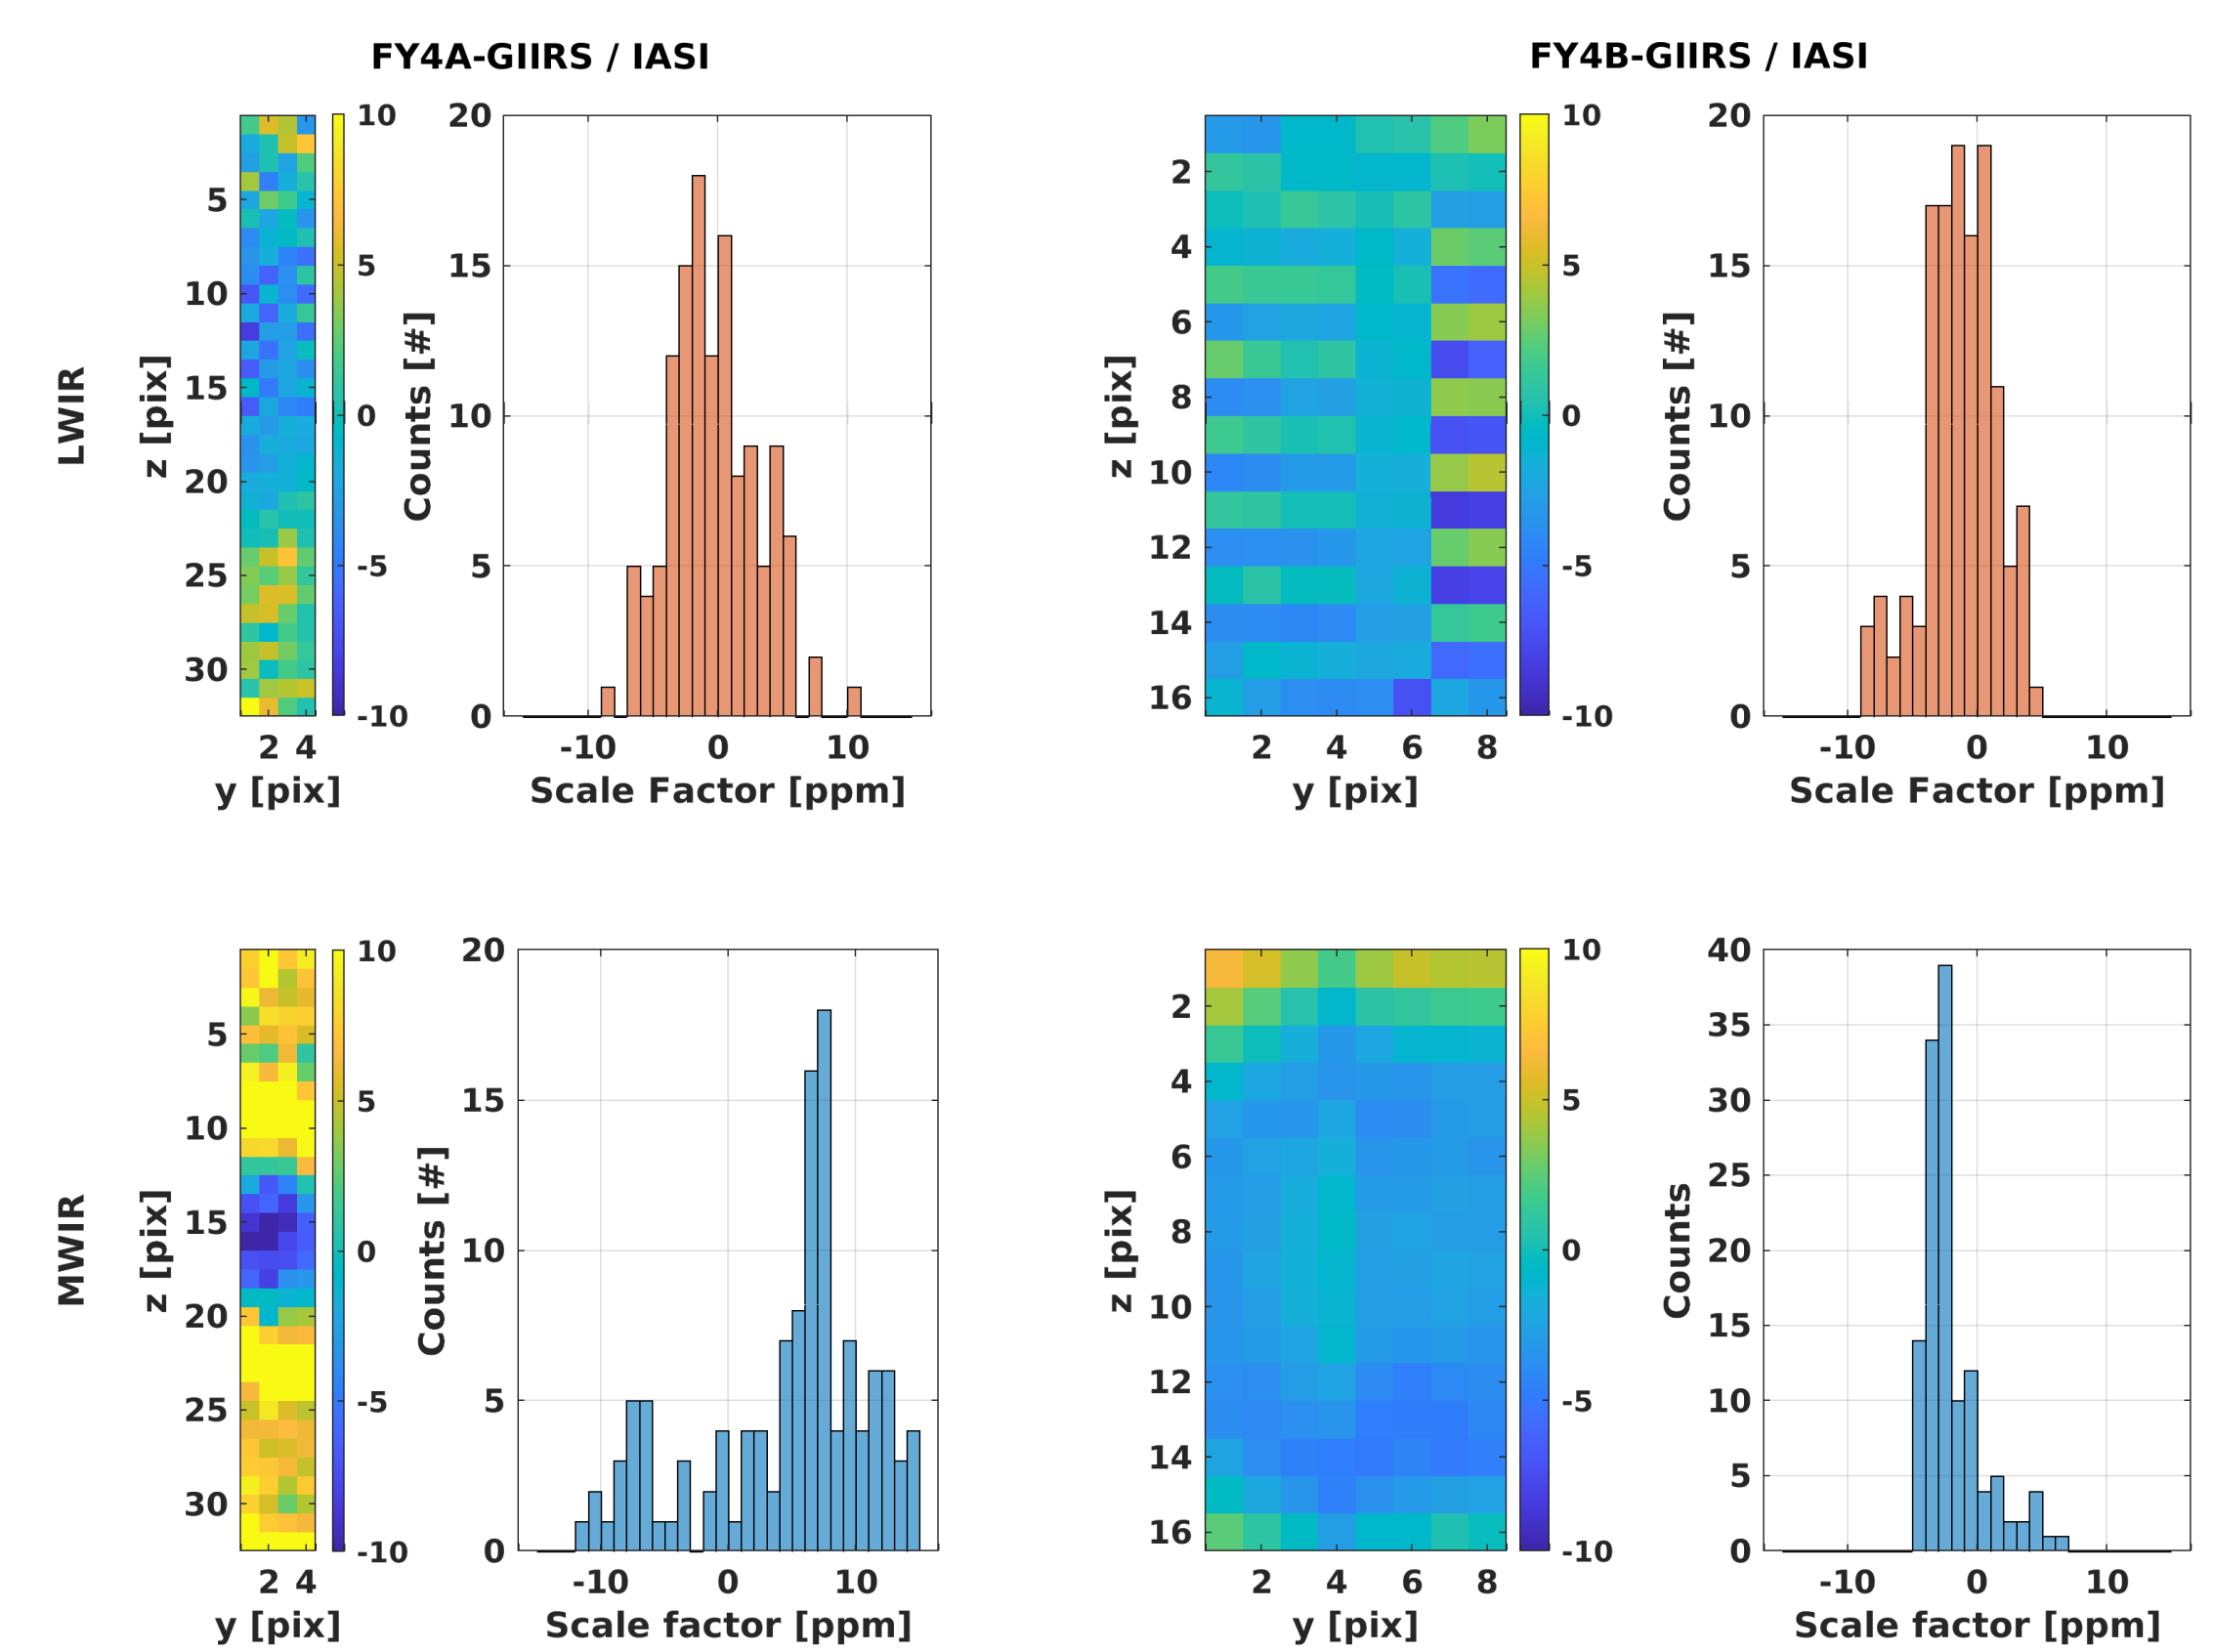 FY4A-GIIRS / IASI
FY4B-GIIRS / IASI
LWIR
z [pix]
5
10
15
20
25
30
2 4
y [pix]
10
5
0
-5
-10
Counts [#]
20
15
10
5
0
-10 0 10
Scale Factor [ppm]
z [pix]
2
4
6
8
10
12
14
16
2 4 6 8
y [pix]
10
5
0
-5
-10
Counts [#]
20
15
10
5
0
-10 0 10
Scale Factor [ppm]
MWIR
z [pix]
5
10
15
20
25
30
2 4
y [pix]
10
5
0
-5
-10
Counts [#]
20
15
10
5
0
-10 0 10
Scale factor [ppm]
z [pix]
2
4
6
8
10
12
14
16
2 4 6 8
y [pix]
10
5
0
-5
-10
Counts
40
35
30
25
20
15
10
5
0
-10 0 10
Scale factor [ppm]